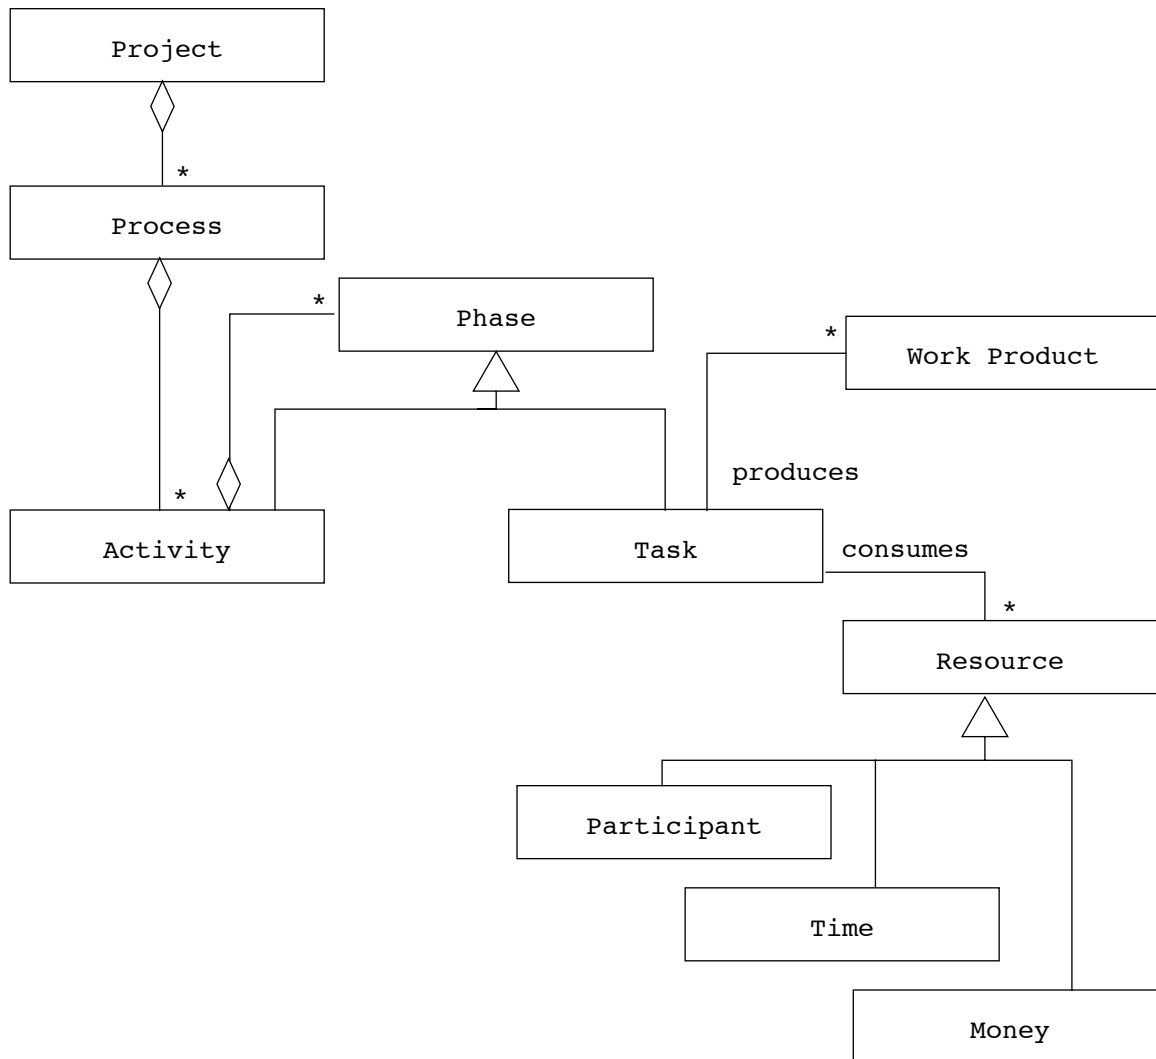 Project
*
Process
*
Phase
*
Work Product
produces
*
Activity
Task
consumes
*
Resource
Participant
Time
Money